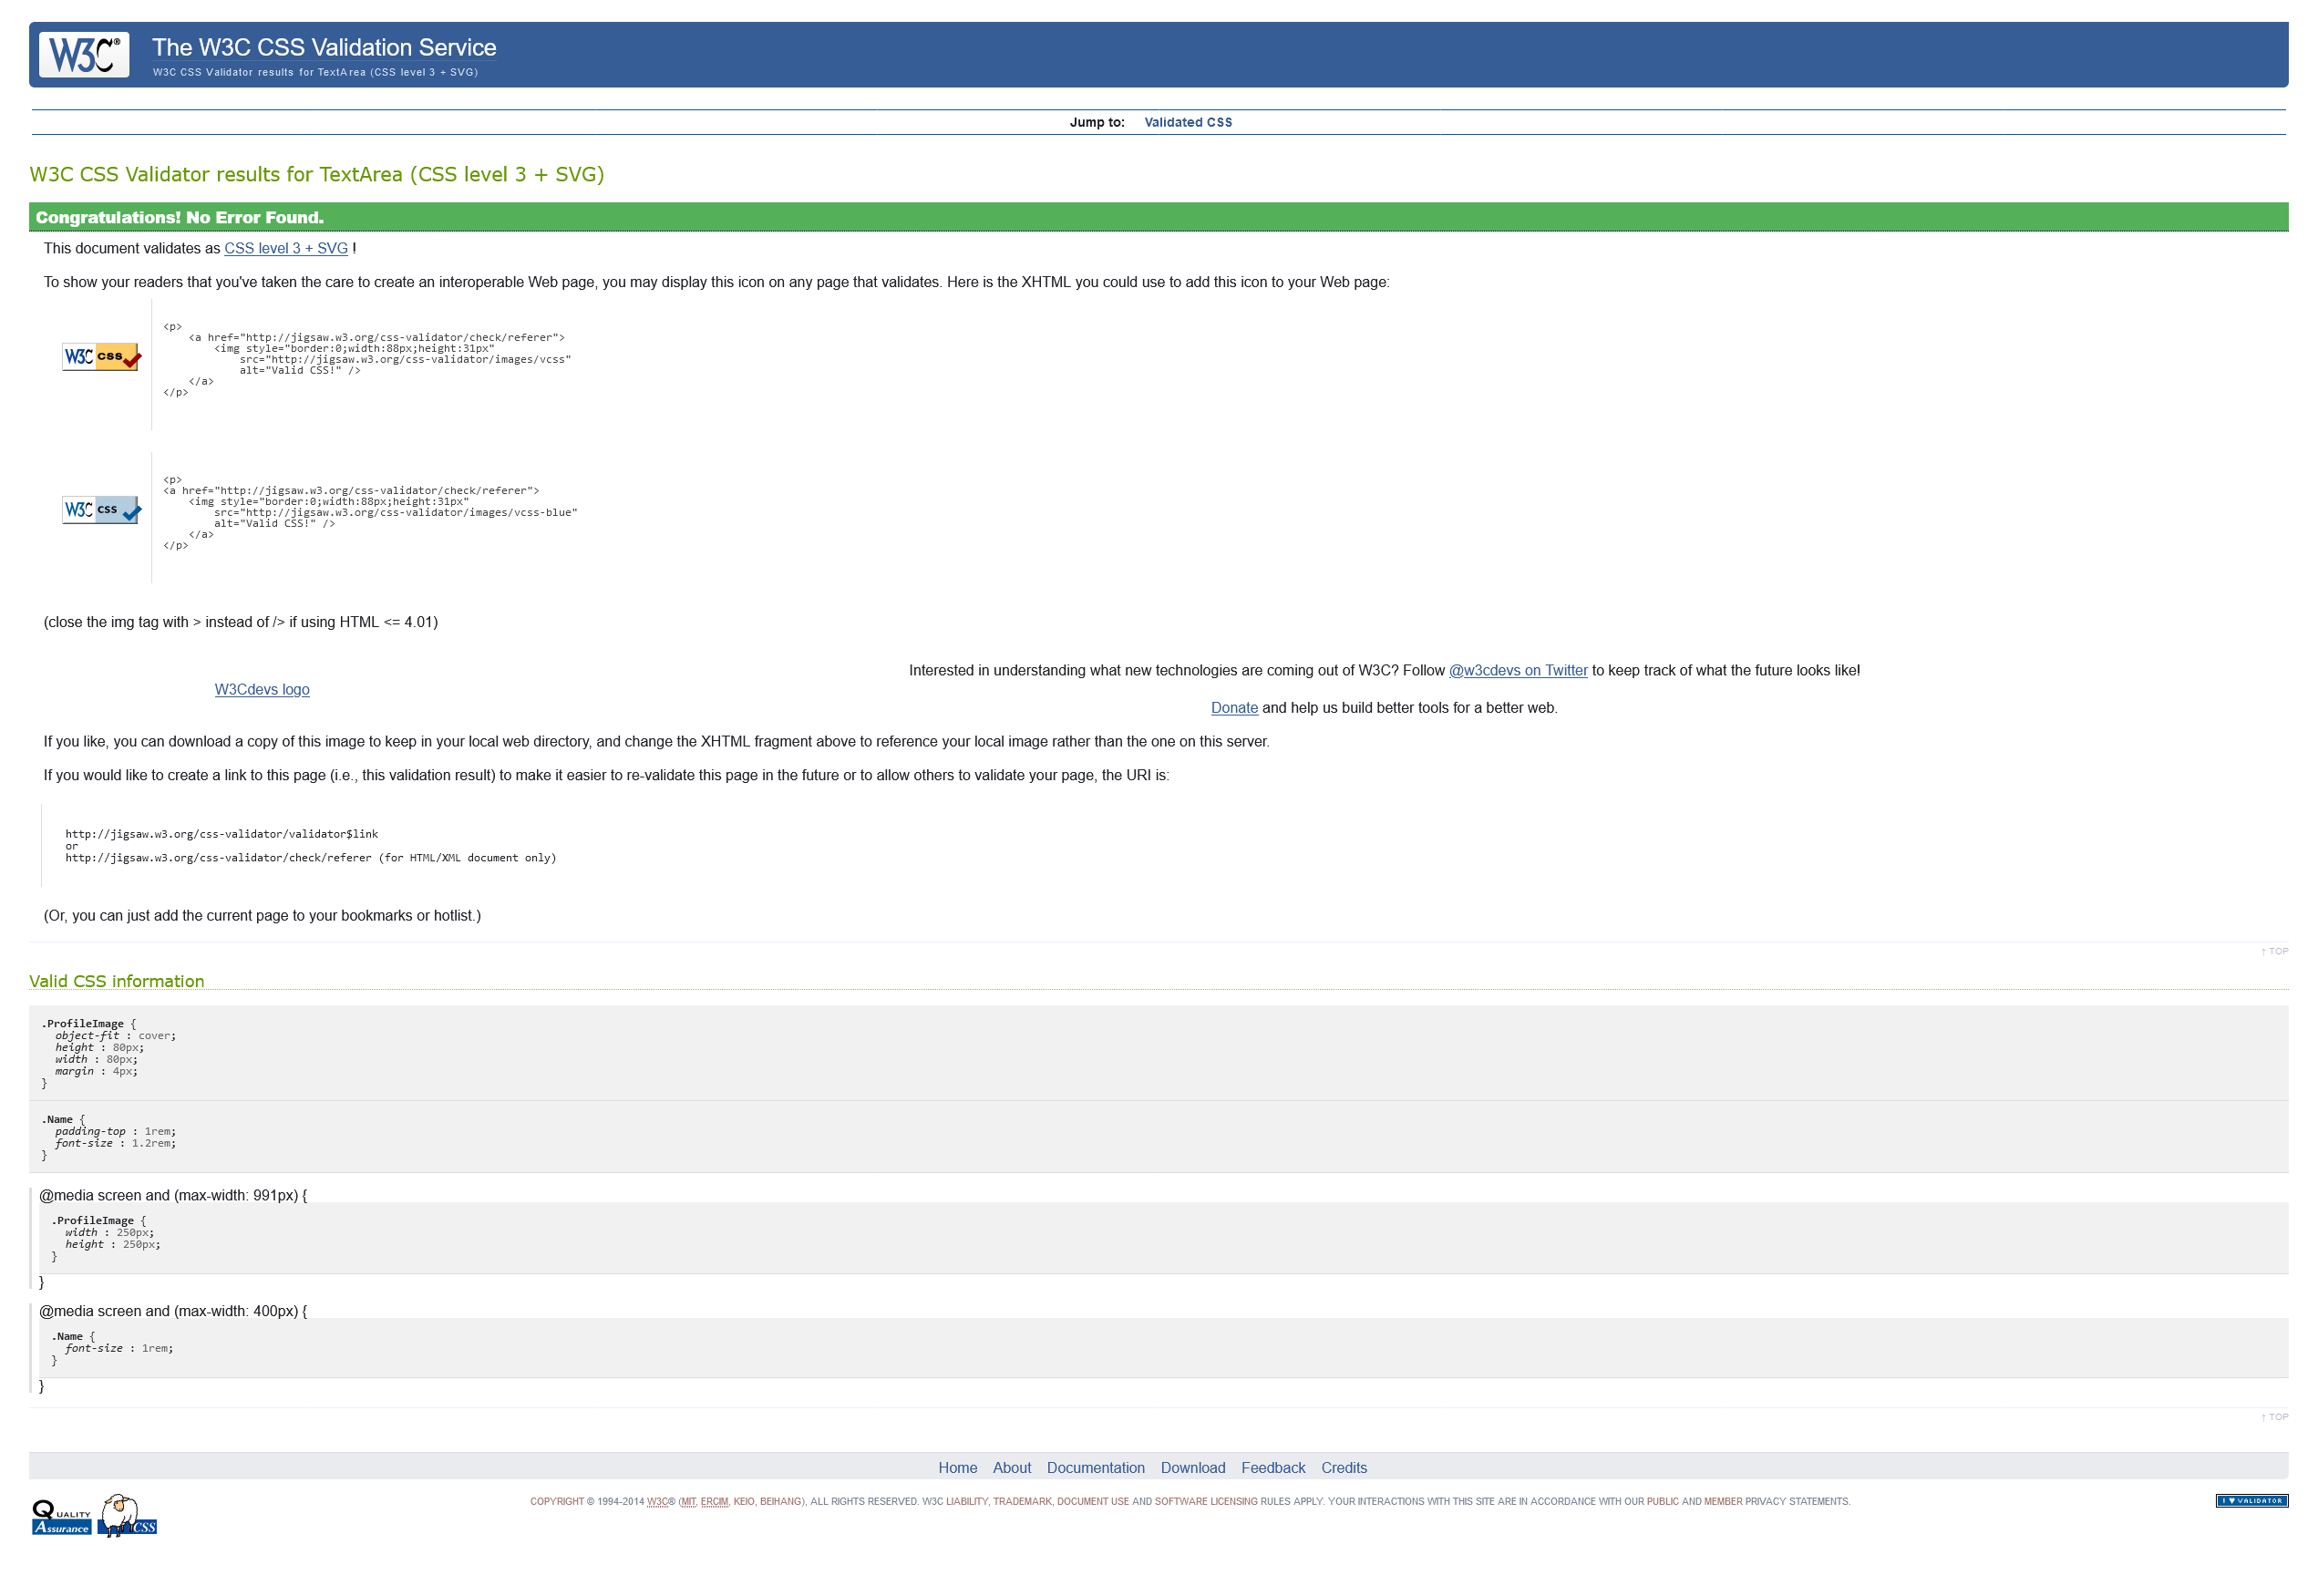 W3C®
The W3C CSS Validation Service
W3C CSS Validator results for TextArea (CSS level 3 + SVG)
Jump to: Validated CSS
W3C CSS Validator results for TextArea (CSS level 3 + SVG)
Congratulations! No Error Found.
This document validates as CSS level 3 + SVG !
To show your readers that you've taken the care to create an interoperable Web page, you may display this icon on any page that validates. Here is the XHTML you could use to add this icon to your Web page:
W3C css
<p>
<a href="http://jigsaw.w3.org/css-validator/check/referer">
<img style="border:0;width:88px;height:31px"
src="http://jigsaw.w3.org/css-validator/images/vcss"
alt="Valid CSS!" />
</a>
</p>
W3C css
<p>
<a href="http://jigsaw.w3.org/css-validator/check/referer">
<img style="border:0;width:88px;height:31px"
src="http://jigsaw.w3.org/css-validator/images/vcss-blue"
alt="Valid CSS!" />
</a>
</p>
(close the img tag with > instead of /> if using HTML <= 4.01)
W3Cdevs logo
Interested in understanding what new technologies are coming out of W3C? Follow @w3cdevs on Twitter to keep track of what the future looks like!
Donate and help us build better tools for a better web.
If you like, you can download a copy of this image to keep in your local web directory, and change the XHTML fragment above to reference your local image rather than the one on this server.
If you would like to create a link to this page (i.e., this validation result) to make it easier to re-validate this page in the future or to allow others to validate your page, the URI is:
http://jigsaw.w3.org/css-validator/validator$link
or
http://jigsaw.w3.org/css-validator/check/referer (for HTML/XML document only)
(Or, you can just add the current page to your bookmarks or hotlist.)
↑ TOP
Valid CSS information
.ProfileImage {
object-fit : cover;
height : 80px;
width : 80px;
margin : 4px;
}
.Name {
padding-top : 1rem;
font-size : 1.2rem;
}
@media screen and (max-width: 991px) {
.ProfileImage {
width : 250px;
height : 250px;
}
}
@media screen and (max-width: 400px) {
.Name {
font-size : 1rem;
}
}
↑ TOP
Home About Documentation Download Feedback Credits
Quality Assurance
CSS
COPYRIGHT © 1994-2014 W3C® (MIT, ERCIM, KEIO, BEIHANG), ALL RIGHTS RESERVED. W3C LIABILITY, TRADEMARK, DOCUMENT USE AND SOFTWARE LICENSING RULES APPLY. YOUR INTERACTIONS WITH THIS SITE ARE IN ACCORDANCE WITH OUR PUBLIC AND MEMBER PRIVACY STATEMENTS.
I ♥ VALIDATOR